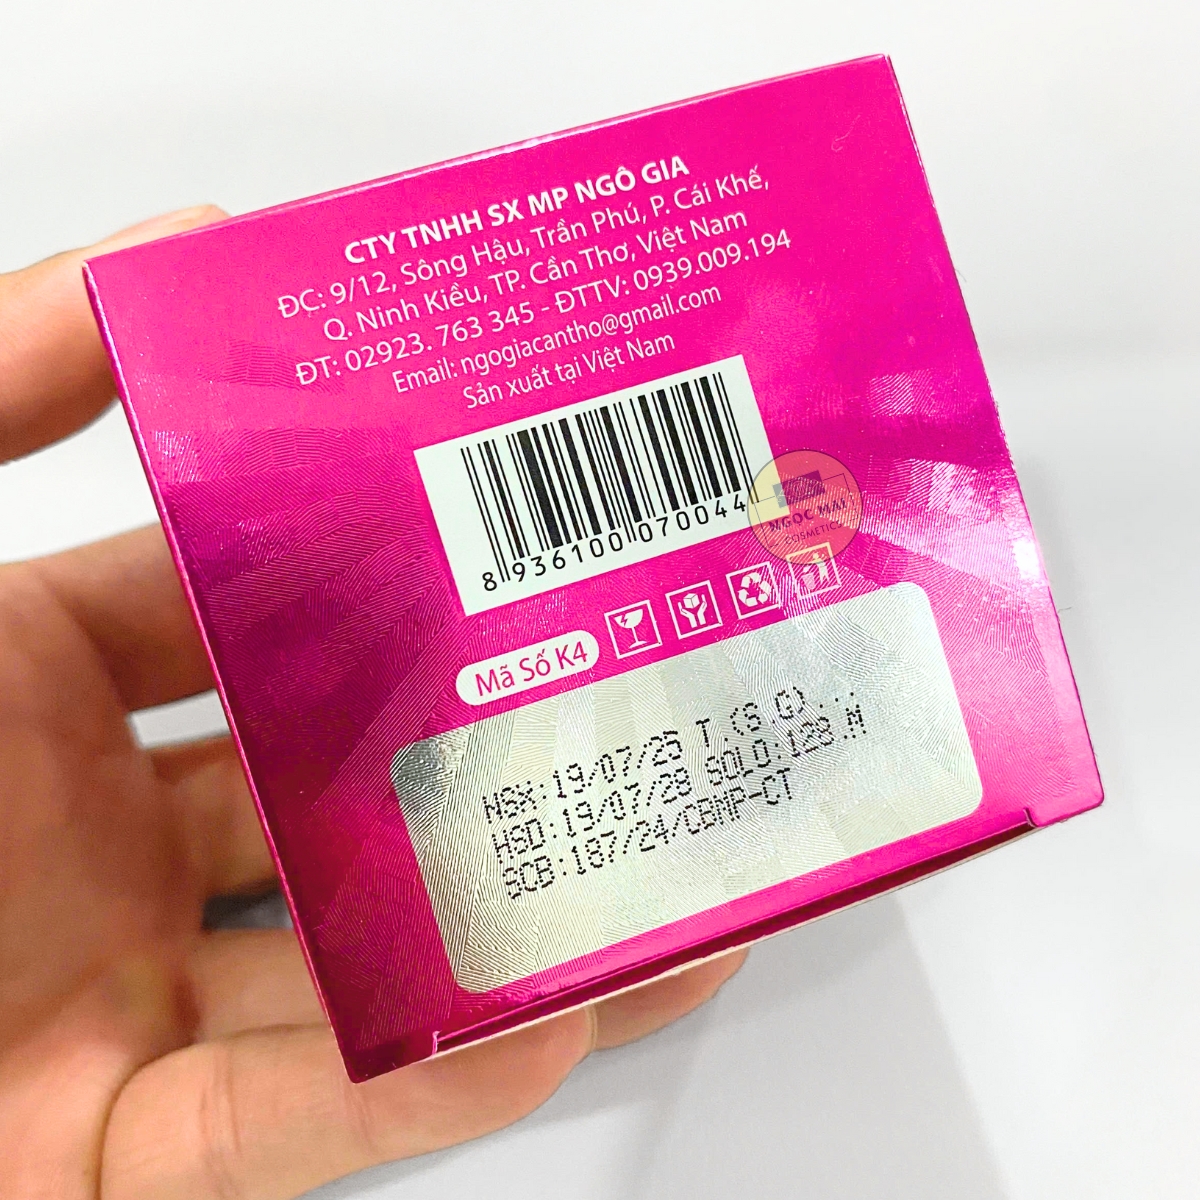 CTY TNHH SX MP NGÔ GIA
ĐC: 9/12, Sông Hậu, Trần Phú, P. Cái Khế,
Q. Ninh Kiều, TP. Cần Thơ, Việt Nam
ĐT: 02923. 763 345 - ĐTTV: 0939.009.194
Email: ngogiacantho@gmail.com
Sản xuất tại Việt Nam
8 936100 070044
NGOC MAI
COSMETICS
Mã Số K4
MSX:19/07/25 T.(S.G)...
HSD:19/07/28 SOLO:A28.M
SCB:187/24/CBMP-CT